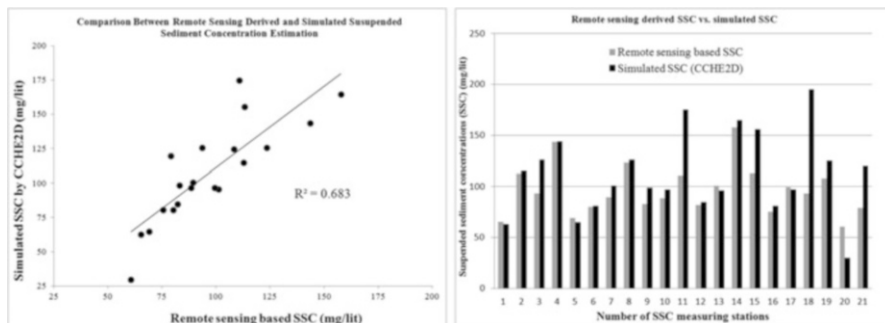 Comparison Between Remote Sensing Derived and Simulated Susupended
Sediment Concentration Estimation
Simulated SSC by CCHE2D (mg/lit)
200
175
150
125
100
75
50
25
R² = 0.683
25 50 75 100 125 150 175 200
Remote sensing based SSC (mg/lit)
Remote sensing derived SSC vs. simulated SSC
Suspended sediment concentrations (SSC) (mg/lit)
250
200
150
100
50
0
Remote sensing based SSC
Simulated SSC (CCHE2D)
1 2 3 4 5 6 7 8 9 10 11 12 13 14 15 16 17 18 19 20 21
Number of SSC measuring stations